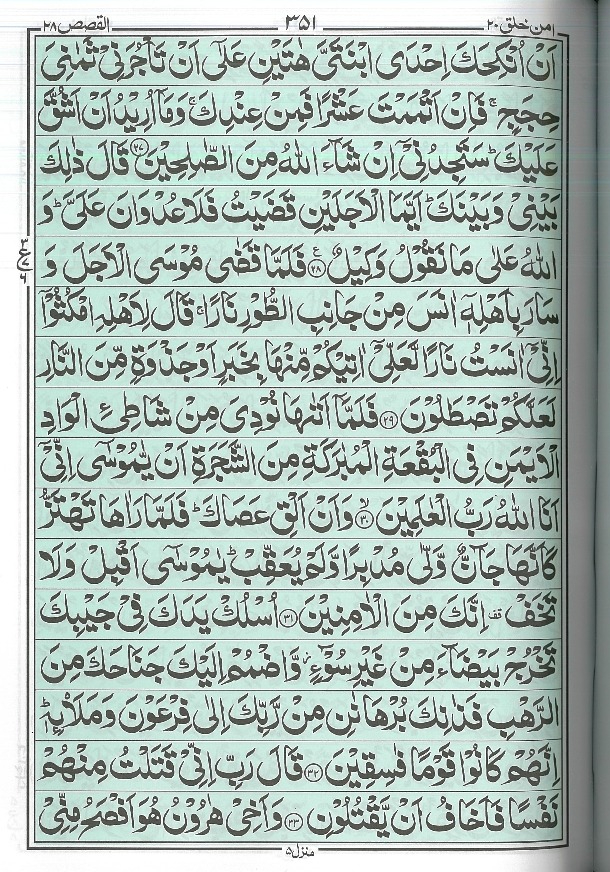 امن خلق ۲۰ ۳۵۱ القصص ۲۸
اَنْ اُنْكِحَكَ اِحْدَى ابْنَتَىَّ هٰتَيْنِ عَلٰٓى اَنْ تَاْجُرَنِىْ ثَمٰنِىَ
حِجَجٍ ۚ فَاِنْ اَتْمَمْتَ عَشْرًا فَمِنْ عِنْدِكَ ۚ وَمَاۤ اُرِيْدُ اَنْ اَشُقَّ
عَلَيْكَ ؕ سَتَجِدُنِىْۤ اِنْ شَآءَ اللّٰهُ مِنَ الصّٰلِحِيْنَ ۲۷ قَالَ ذٰلِكَ
بَيْنِىْ وَبَيْنَكَ ؕ اَيَّمَا الْاَجَلَيْنِ قَضَيْتُ فَلَا عُدْوَانَ عَلَىَّ ؕ وَ
اللّٰهُ عَلٰى مَا نَقُوْلُ وَكِيْلٌ ۲۸ ع فَلَمَّا قَضٰى مُوْسَى الْاَجَلَ وَ
سَارَ بِاَهْلِهٖۤ اٰنَسَ مِنْ جَانِبِ الطُّوْرِ نَارًا ۚ قَالَ لِاَهْلِهِ امْكُثُوْۤا
اِنِّىْۤ اٰنَسْتُ نَارًا لَّعَلِّىْۤ اٰتِيْكُمْ مِّنْهَا بِخَبَرٍ اَوْ جَذْوَةٍ مِّنَ النَّارِ
لَعَلَّكُمْ تَصْطَلُوْنَ ۲۹ فَلَمَّاۤ اَتٰٮهَا نُوْدِىَ مِنْ شَاطِئِ الْوَادِ
الْاَيْمَنِ فِى الْبُقْعَةِ الْمُبٰرَكَةِ مِنَ الشَّجَرَةِ اَنْ يّٰمُوْسٰٓى اِنِّىْۤ
اَنَا اللّٰهُ رَبُّ الْعٰلَمِيْنَ ۙ ۳۰ وَاَنْ اَلْقِ عَصَاكَ ؕ فَلَمَّا رَاٰهَا تَهْتَزُّ
كَاَنَّهَا جَآنٌّ وَّلّٰى مُدْبِرًا وَّلَمْ يُعَقِّبْ ؕ يٰمُوْسٰٓى اَقْبِلْ وَلَا
تَخَفْ قف اِنَّكَ مِنَ الْاٰمِنِيْنَ ۳۱ اُسْلُكْ يَدَكَ فِىْ جَيْبِكَ
تَخْرُجْ بَيْضَآءَ مِنْ غَيْرِ سُوْٓءٍ وَّاضْمُمْ اِلَيْكَ جَنَاحَكَ مِنَ
الرَّهْبِ فَذٰنِكَ بُرْهَانٰنِ مِنْ رَّبِّكَ اِلٰى فِرْعَوْنَ وَمَلَا۟ئِهٖ ؕ
اِنَّهُمْ كَانُوْا قَوْمًا فٰسِقِيْنَ ۳۲ قَالَ رَبِّ اِنِّىْ قَتَلْتُ مِنْهُمْ
نَفْسًا فَاَخَافُ اَنْ يَّقْتُلُوْنِ ۳۳ وَاَخِىْ هٰرُوْنُ هُوَ اَفْصَحُ مِنِّىْ
منزل ۵